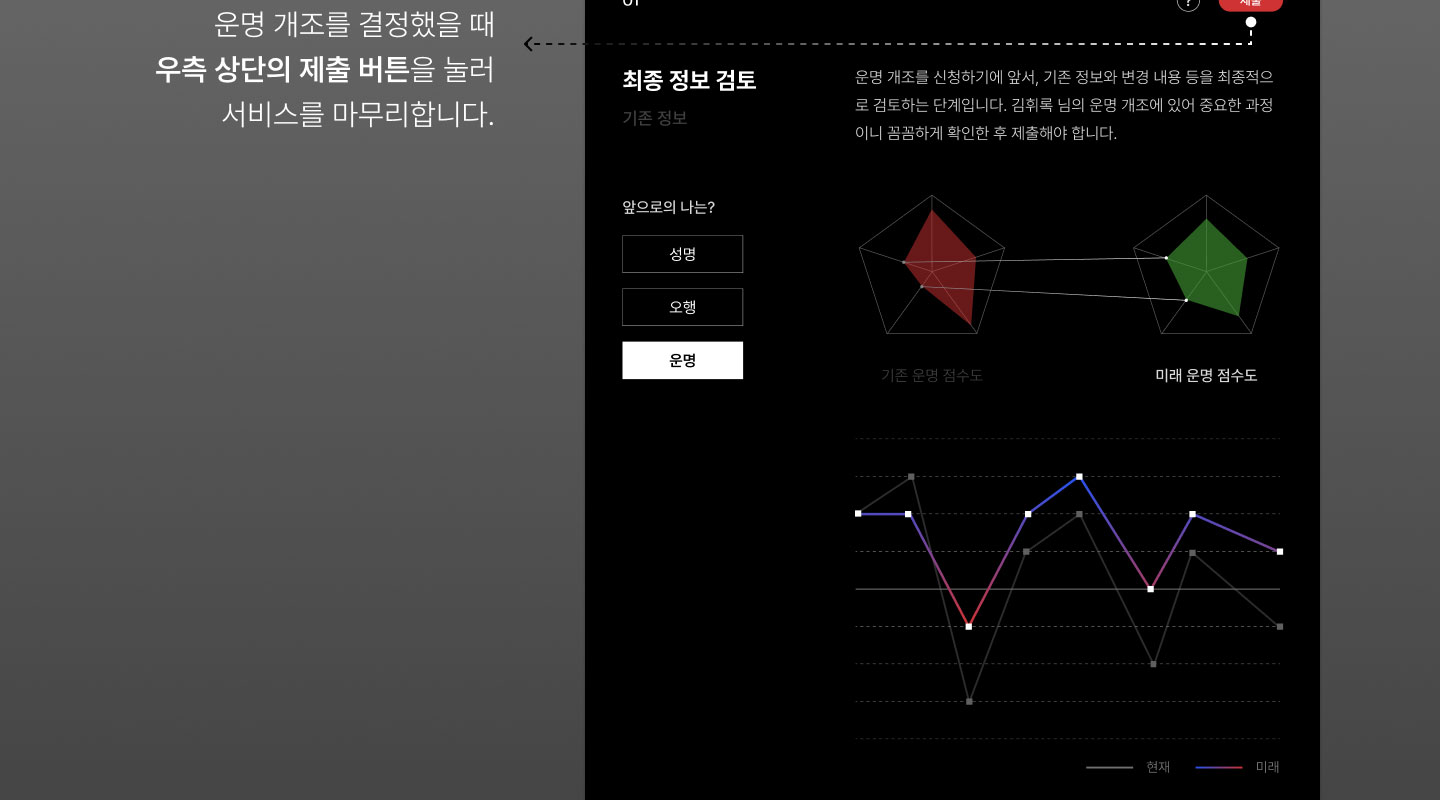 운명 개조를 결정했을 때
우측 상단의 제출 버튼을 눌러
서비스를 마무리합니다.
?
제출
최종 정보 검토
기존 정보
운명 개조를 신청하기에 앞서, 기존 정보와 변경 내용 등을 최종적으
로 검토하는 단계입니다. 김휘록 님의 운명 개조에 있어 중요한 과정
이니 꼼꼼하게 확인한 후 제출해야 합니다.
앞으로의 나는?
성명
오행
운명
기존 운명 점수도
미래 운명 점수도
현재
미래